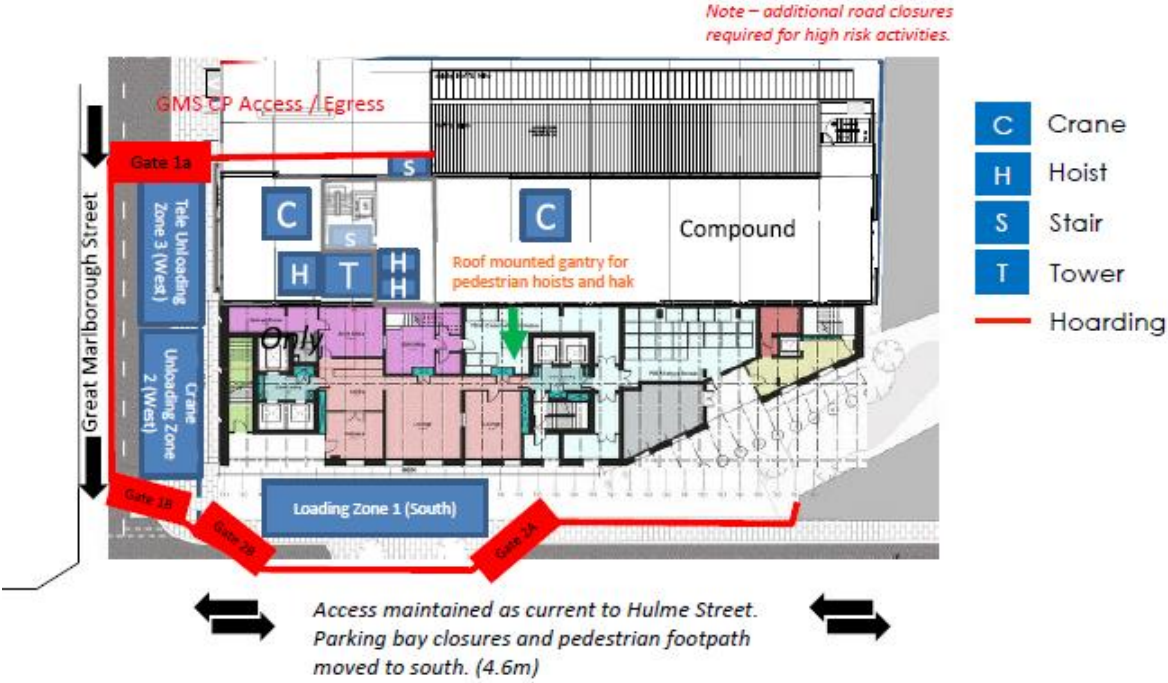 Note – additional road closures
required for high risk activities.
GMS CP Access / Egress
Gate 1a
S
C
C
S
H
T
H
H
Compound
Roof mounted gantry for
pedestrian hoists and hak
Only
Great Marlborough Street
Tele Unloading
Zone 3 (West)
Crane
Unloading Zone
2 (West)
Gate 1B
Gate 2B
Loading Zone 1 (South)
Gate 2A
C Crane
H Hoist
S Stair
T Tower
Hoarding
Access maintained as current to Hulme Street.
Parking bay closures and pedestrian footpath
moved to south. (4.6m)